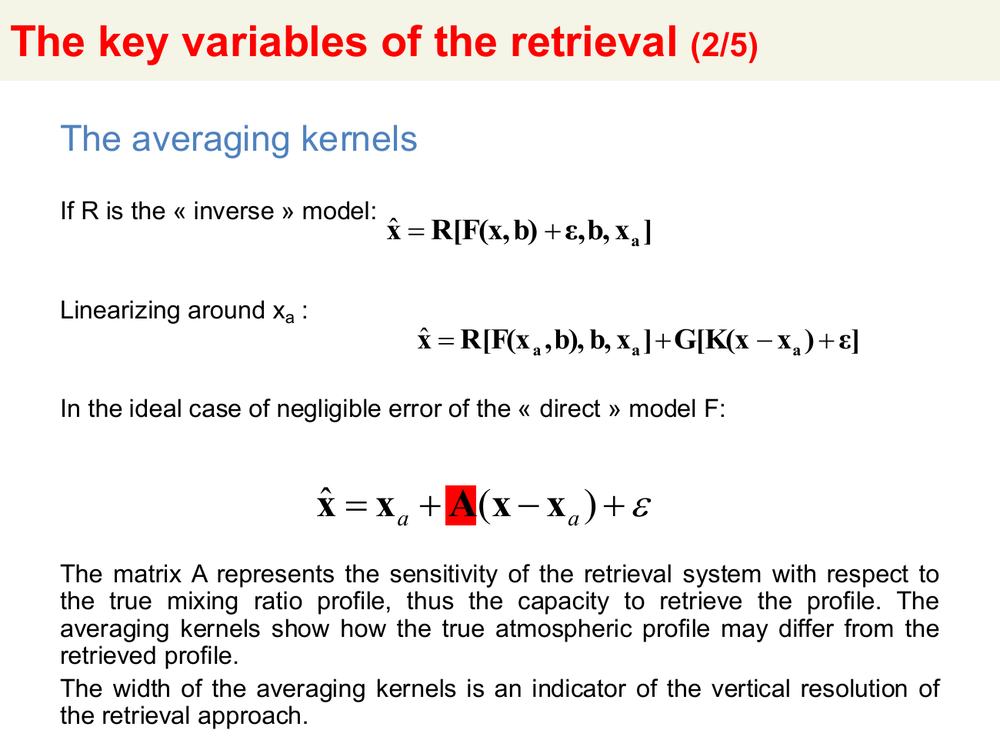 The key variables of the retrieval (2/5)
The averaging kernels
If R is the « inverse » model:
x̂ = R[F(x, b) + ε, b, xₐ]
Linearizing around xₐ :
x̂ = R[F(xₐ, b), b, xₐ] + G[K(x − xₐ) + ε]
In the ideal case of negligible error of the « direct » model F:
x̂ = xₐ + A(x − xₐ) + ε
The matrix A represents the sensitivity of the retrieval system with respect to
the true mixing ratio profile, thus the capacity to retrieve the profile. The
averaging kernels show how the true atmospheric profile may differ from the
retrieved profile.
The width of the averaging kernels is an indicator of the vertical resolution of
the retrieval approach.